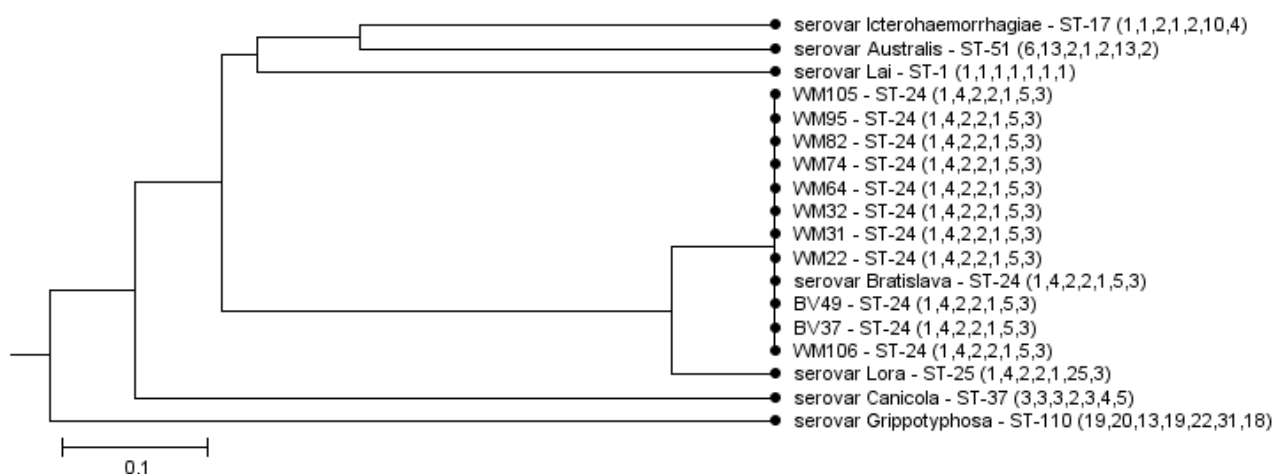 serovar Icterohaemorrhagiae - ST-17 (1,1,2,1,2,10,4)
serovar Australis - ST-51 (6,13,2,1,2,13,2)
serovar Lai - ST-1 (1,1,1,1,1,1,1)
WM105 - ST-24 (1,4,2,2,1,5,3)
WM95 - ST-24 (1,4,2,2,1,5,3)
WM82 - ST-24 (1,4,2,2,1,5,3)
WM74 - ST-24 (1,4,2,2,1,5,3)
WM64 - ST-24 (1,4,2,2,1,5,3)
WM32 - ST-24 (1,4,2,2,1,5,3)
WM31 - ST-24 (1,4,2,2,1,5,3)
WM22 - ST-24 (1,4,2,2,1,5,3)
serovar Bratislava - ST-24 (1,4,2,2,1,5,3)
BV49 - ST-24 (1,4,2,2,1,5,3)
BV37 - ST-24 (1,4,2,2,1,5,3)
WM106 - ST-24 (1,4,2,2,1,5,3)
serovar Lora - ST-25 (1,4,2,2,1,25,3)
serovar Canicola - ST-37 (3,3,3,2,3,4,5)
serovar Grippotyphosa - ST-110 (19,20,13,19,22,31,18)
0.1